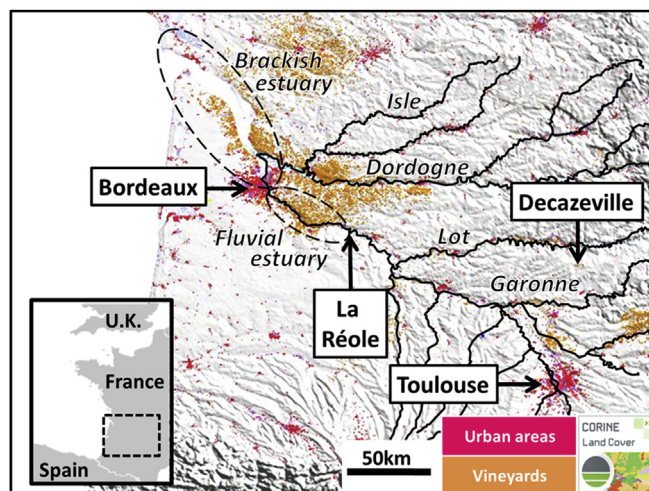 Brackish
estuary
Isle
Dordogne
Bordeaux
Decazeville
Fluvial
estuary
Lot
Garonne
La
Réole
U.K.
France
Spain
Toulouse
50km
Urban areas
Vineyards
CORINE
Land Cover